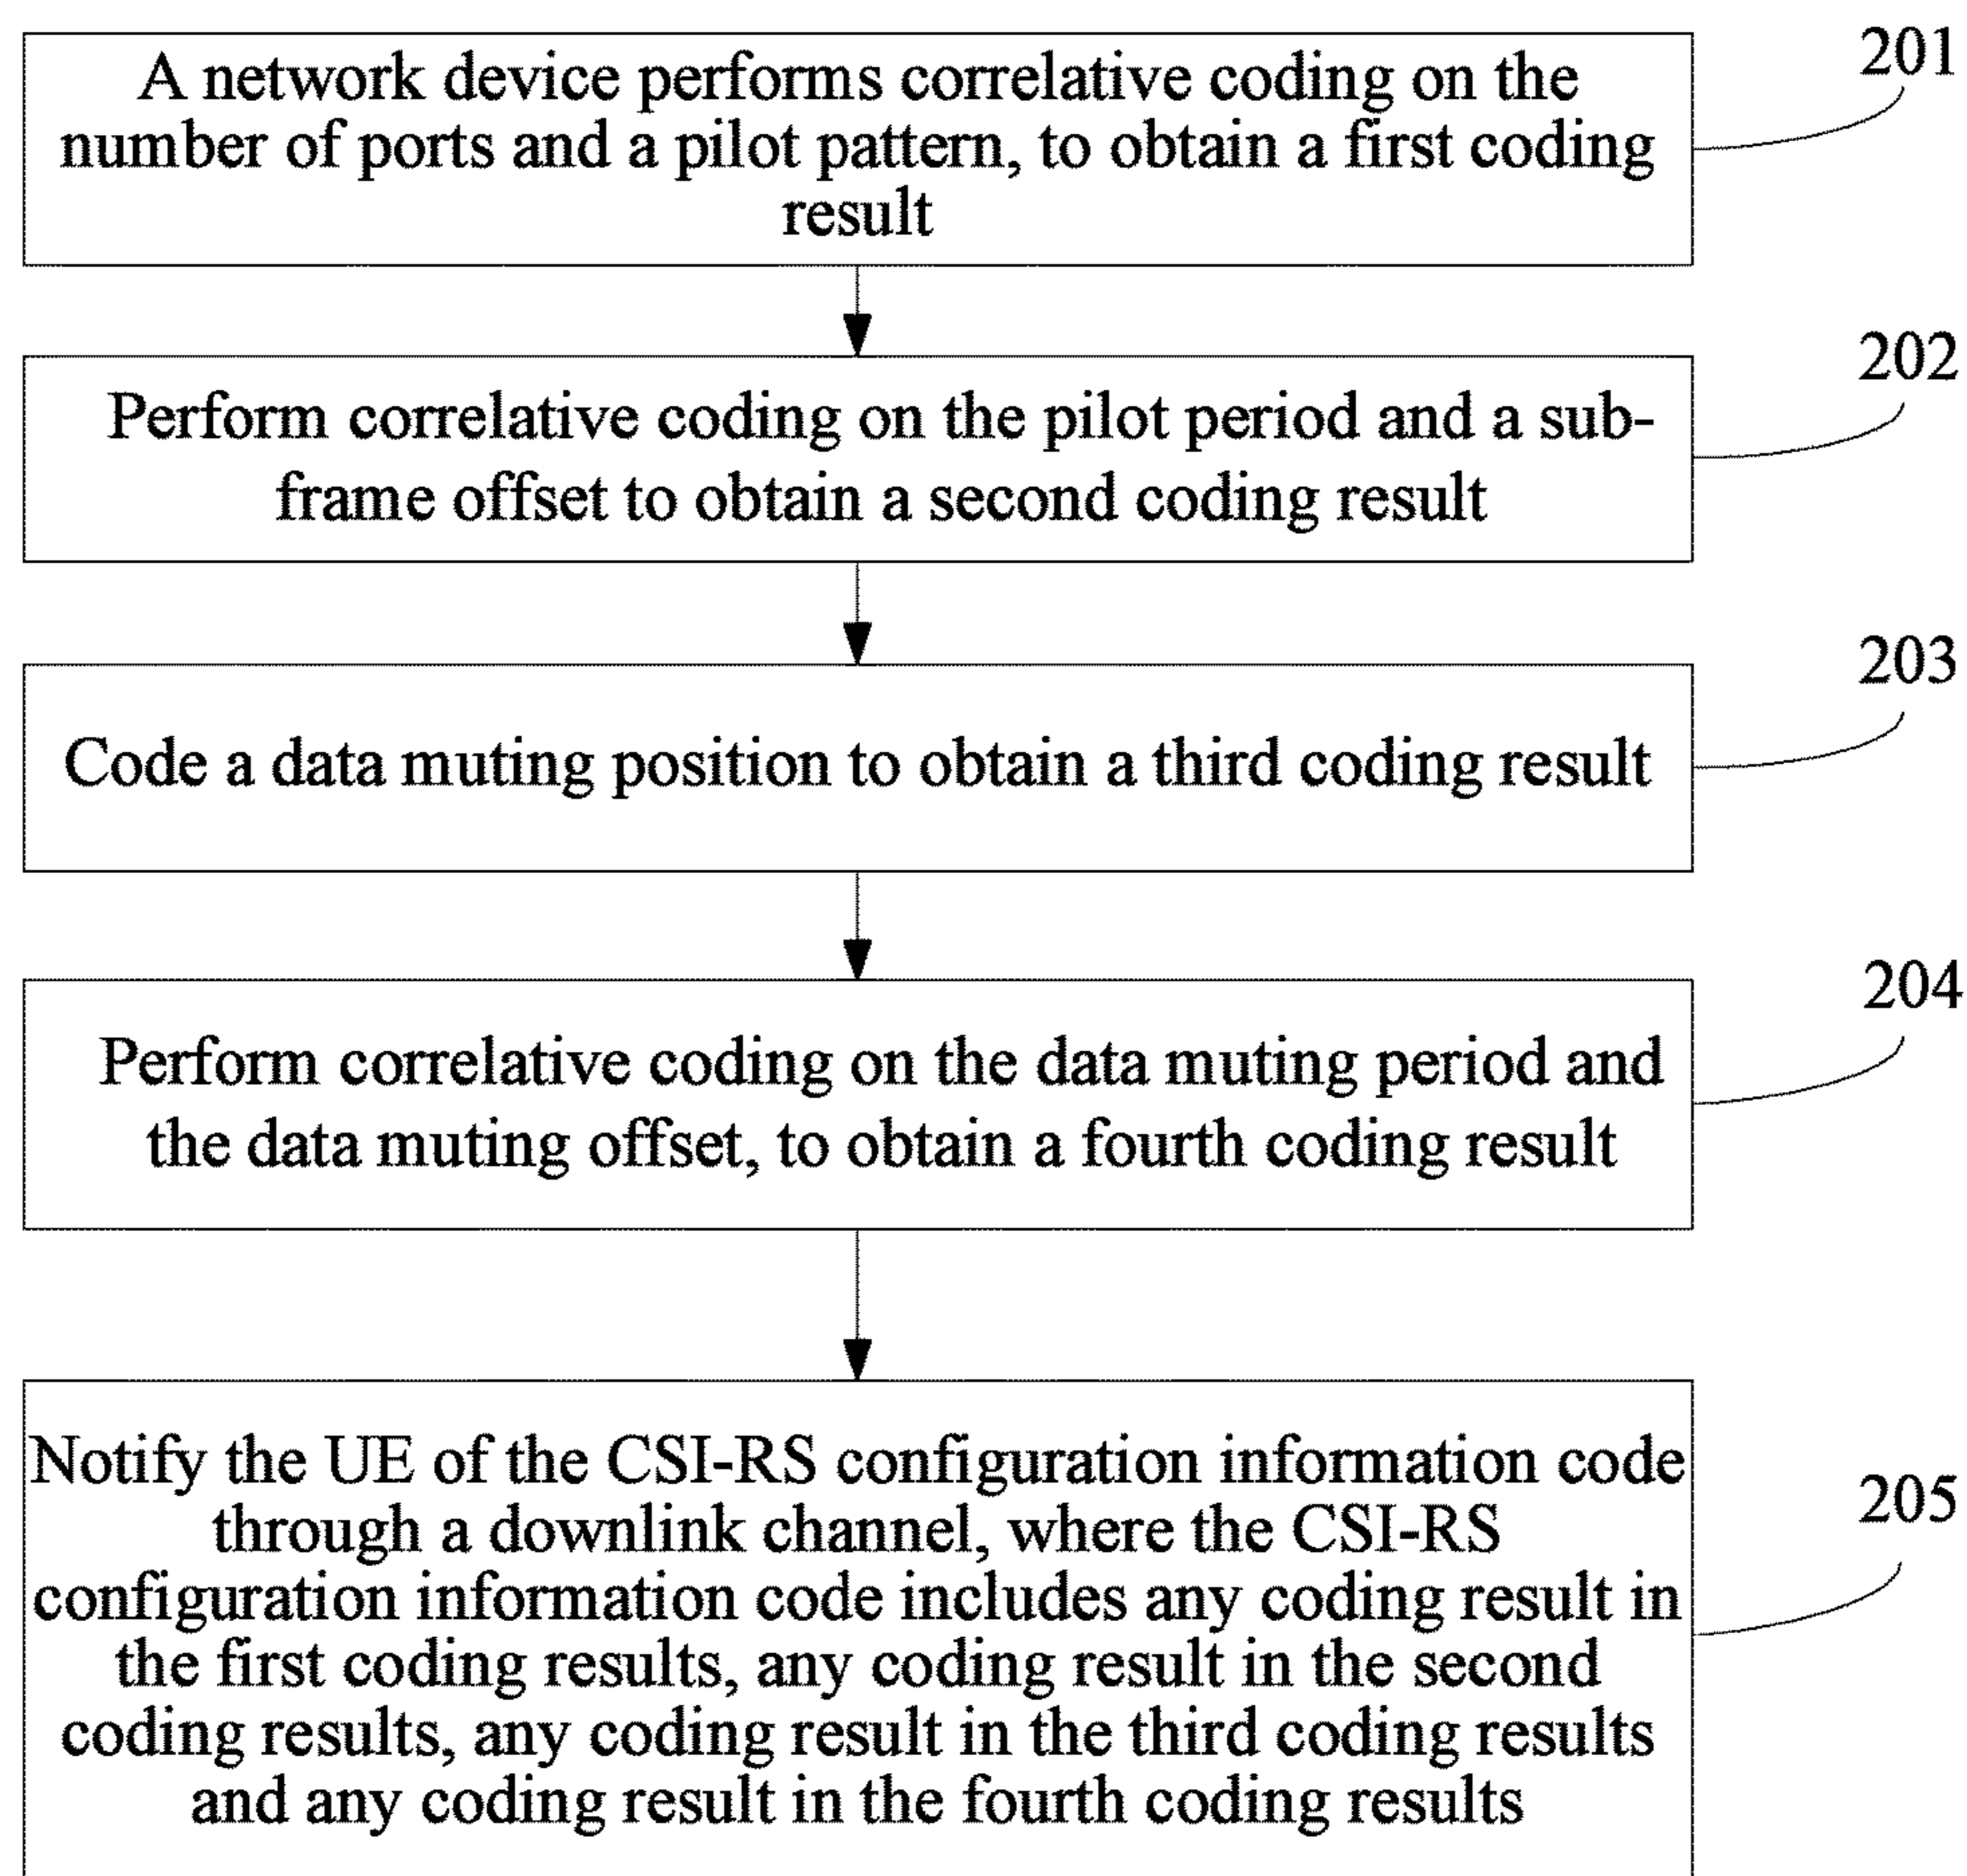 A network device performs correlative coding on the
number of ports and a pilot pattern, to obtain a first coding
result
201
Perform correlative coding on the pilot period and a sub-
frame offset to obtain a second coding result
202
Code a data muting position to obtain a third coding result
203
Perform correlative coding on the data muting period and
the data muting offset, to obtain a fourth coding result
204
Notify the UE of the CSI-RS configuration information code
through a downlink channel, where the CSI-RS
configuration information code includes any coding result in
the first coding results, any coding result in the second
coding results, any coding result in the third coding results
and any coding result in the fourth coding results
205